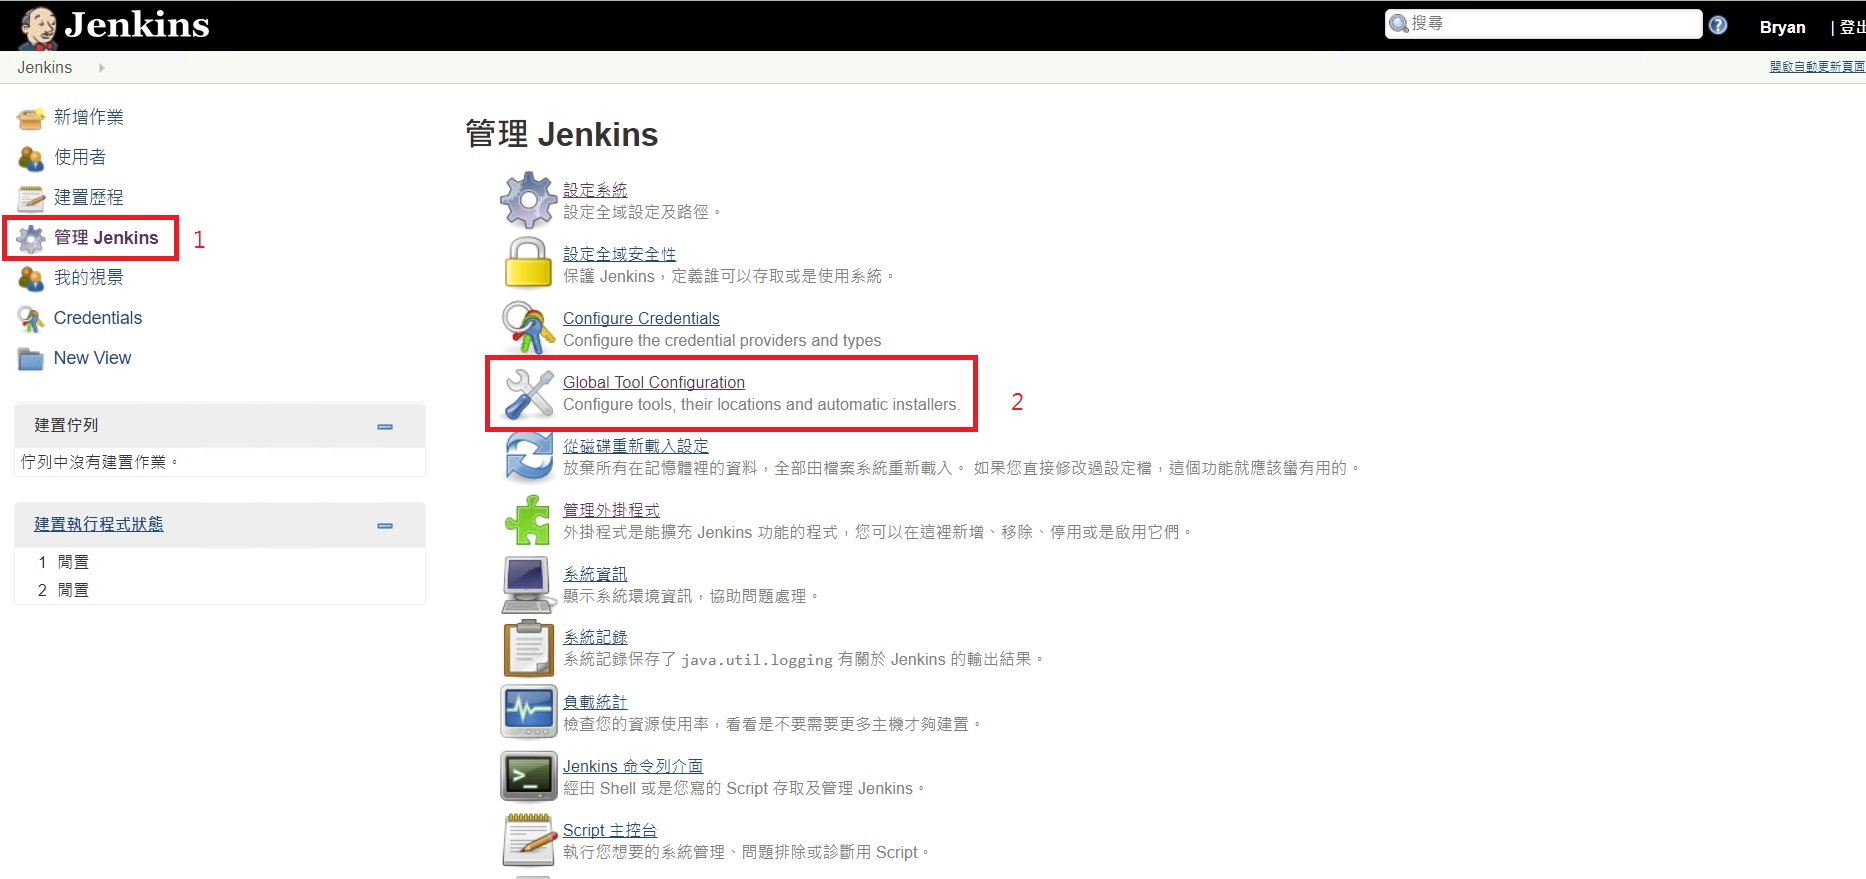 Jenkins
搜尋
Bryan
| 登出
Jenkins
開啟自動更新頁面
新增作業
使用者
建置歷程
管理 Jenkins
1
我的視景
Credentials
New View
建置佇列
佇列中沒有建置作業。
建置執行程式狀態
1 閒置
2 閒置
管理 Jenkins
設定系統
設定全域設定及路徑。
設定全域安全性
保護 Jenkins，定義誰可以存取或是使用系統。
Configure Credentials
Configure the credential providers and types
Global Tool Configuration
Configure tools, their locations and automatic installers.
2
從磁碟重新載入設定
放棄所有在記憶體裡的資料，全部由檔案系統重新載入。 如果您直接修改過設定檔，這個功能就應該蠻有用的。
管理外掛程式
外掛程式是能擴充 Jenkins 功能的程式，您可以在這裡新增、移除、停用或是啟用它們。
系統資訊
顯示系統環境資訊，協助問題處理。
系統記錄
系統記錄保存了 java.util.logging 有關於 Jenkins 的輸出結果。
負載統計
檢查您的資源使用率，看看是不要需要更多主機才夠建置。
Jenkins 命令列介面
經由 Shell 或是您寫的 Script 存取及管理 Jenkins。
Script 主控台
執行您想要的系統管理、問題排除或診斷用 Script。